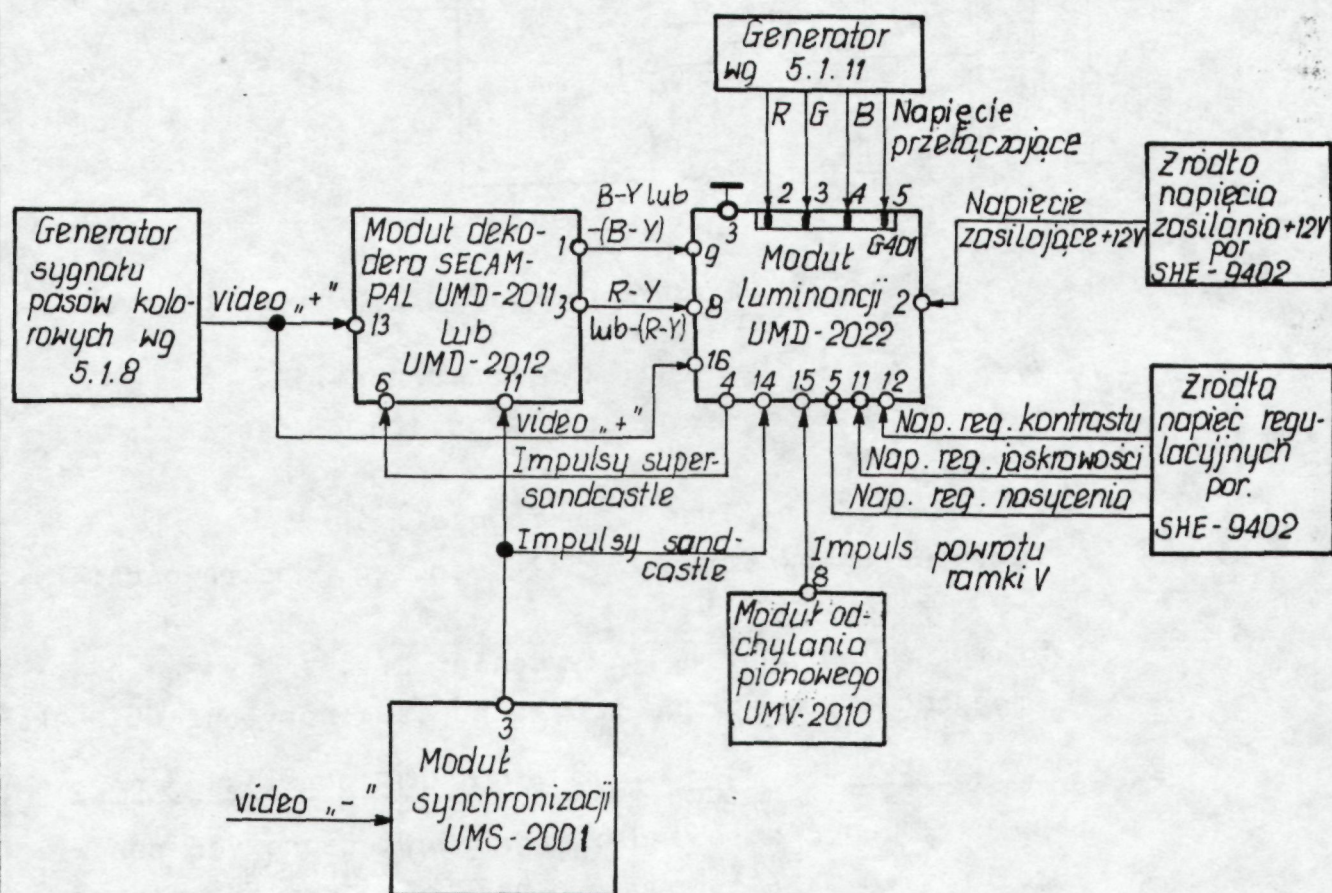 Generator
wg 5.1.11
R
G
B
Napięcie
przełączające
2
3
4
5
G401
Źródło
napięcia
zasilania +12V
por
SHE-9402
Napięcie
zasilające +12V
Generator
sygnału
pasów kolo-
rowych wg
5.1.8
video „+”
13
Moduł deko-
dera SECAM-
PAL UMD-2011
lub
UMD-2012
1
3
6
11
B-Y lub
-(B-Y)
R-Y
lub-(R-Y)
3
9
8
16
Moduł
luminancji
UMD-2022
2
4
14
15
5
11
12
video „+”
Impulsy super-
sandcastle
Impulsy sand-
castle
Nap. reg. kontrastu
Nap. reg. jaskrawości
Nap. reg. nasycenia
Źródła
napięć regu-
lacyjnych
por.
SHE-9402
Impuls powrotu
ramki V
8
Moduł od-
chylania
pionowego
UMV-2010
3
Moduł
synchronizacji
UMS-2001
video „-”